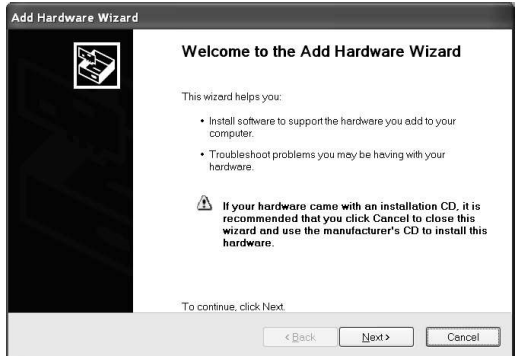 Add Hardware Wizard
Welcome to the Add Hardware Wizard
This wizard helps you:
• Install software to support the hardware you add to your
computer.
• Troubleshoot problems you may be having with your
hardware.
If your hardware came with an installation CD, it is
recommended that you click Cancel to close this
wizard and use the manufacturer's CD to install this
hardware.
To continue, click Next.
< Back Next > Cancel